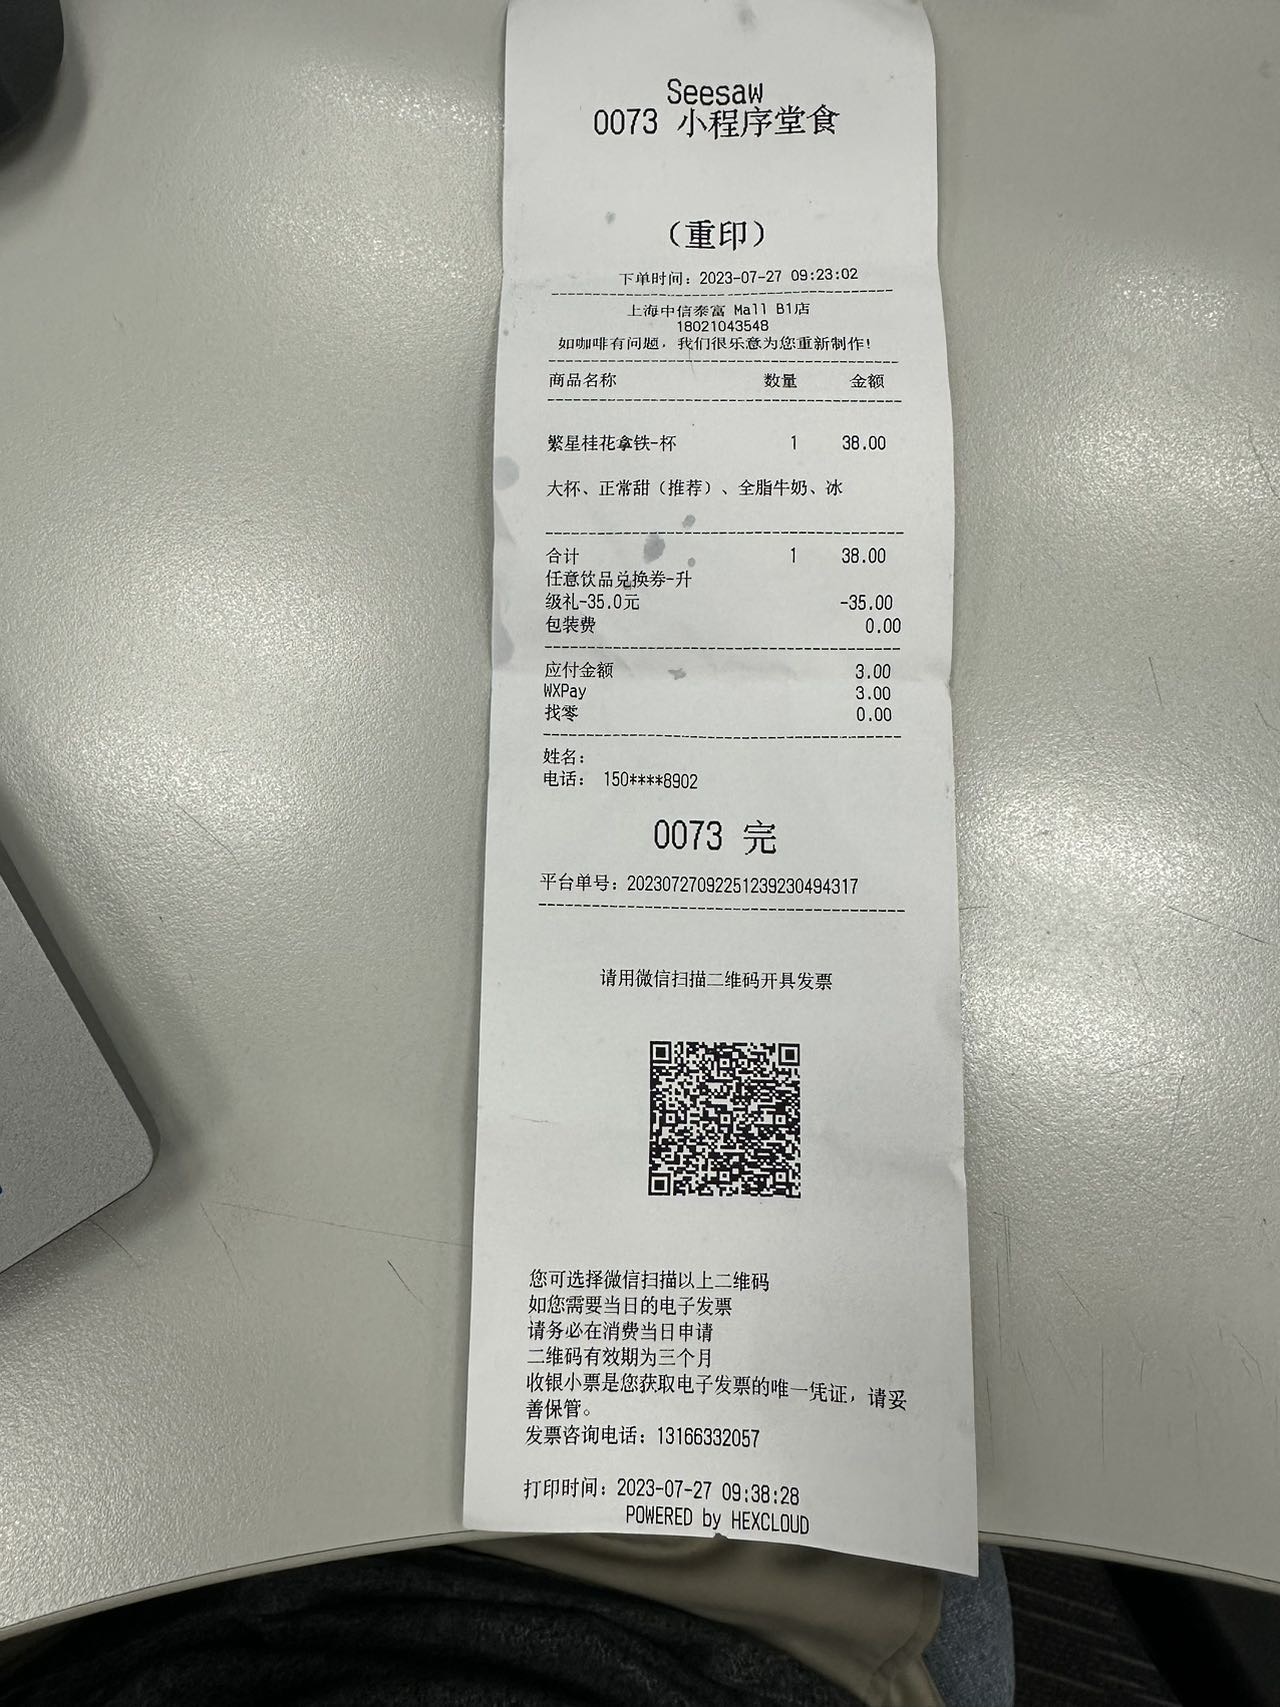 Seesaw
0073 小程序堂食
（重印）
下单时间：2023-07-27 09:23:02
上海中信泰富 Mall B1店
18021043548
如咖啡有问题，我们很乐意为您重新制作！
商品名称 数量 金额
繁星桂花拿铁-杯 1 38.00
大杯、正常甜（推荐）、全脂牛奶、冰
合计 1 38.00
任意饮品兑换券-升
级礼-35.0元 -35.00
包装费 0.00
应付金额 3.00
WXPay 3.00
找零 0.00
姓名：
电话： 150****8902
0073 完
平台单号：20230727092251239230494317
请用微信扫描二维码开具发票
您可选择微信扫描以上二维码
如您需要当日的电子发票
请务必在消费当日申请
二维码有效期为三个月
收银小票是您获取电子发票的唯一凭证，请妥
善保管。
发票咨询电话：13166332057
打印时间：2023-07-27 09:38:28
POWERED by HEXCLOUD